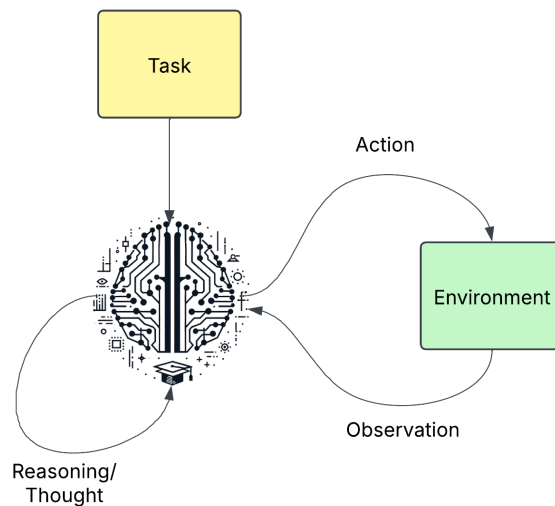 Task
Action
Environment
Observation
Reasoning/
Thought